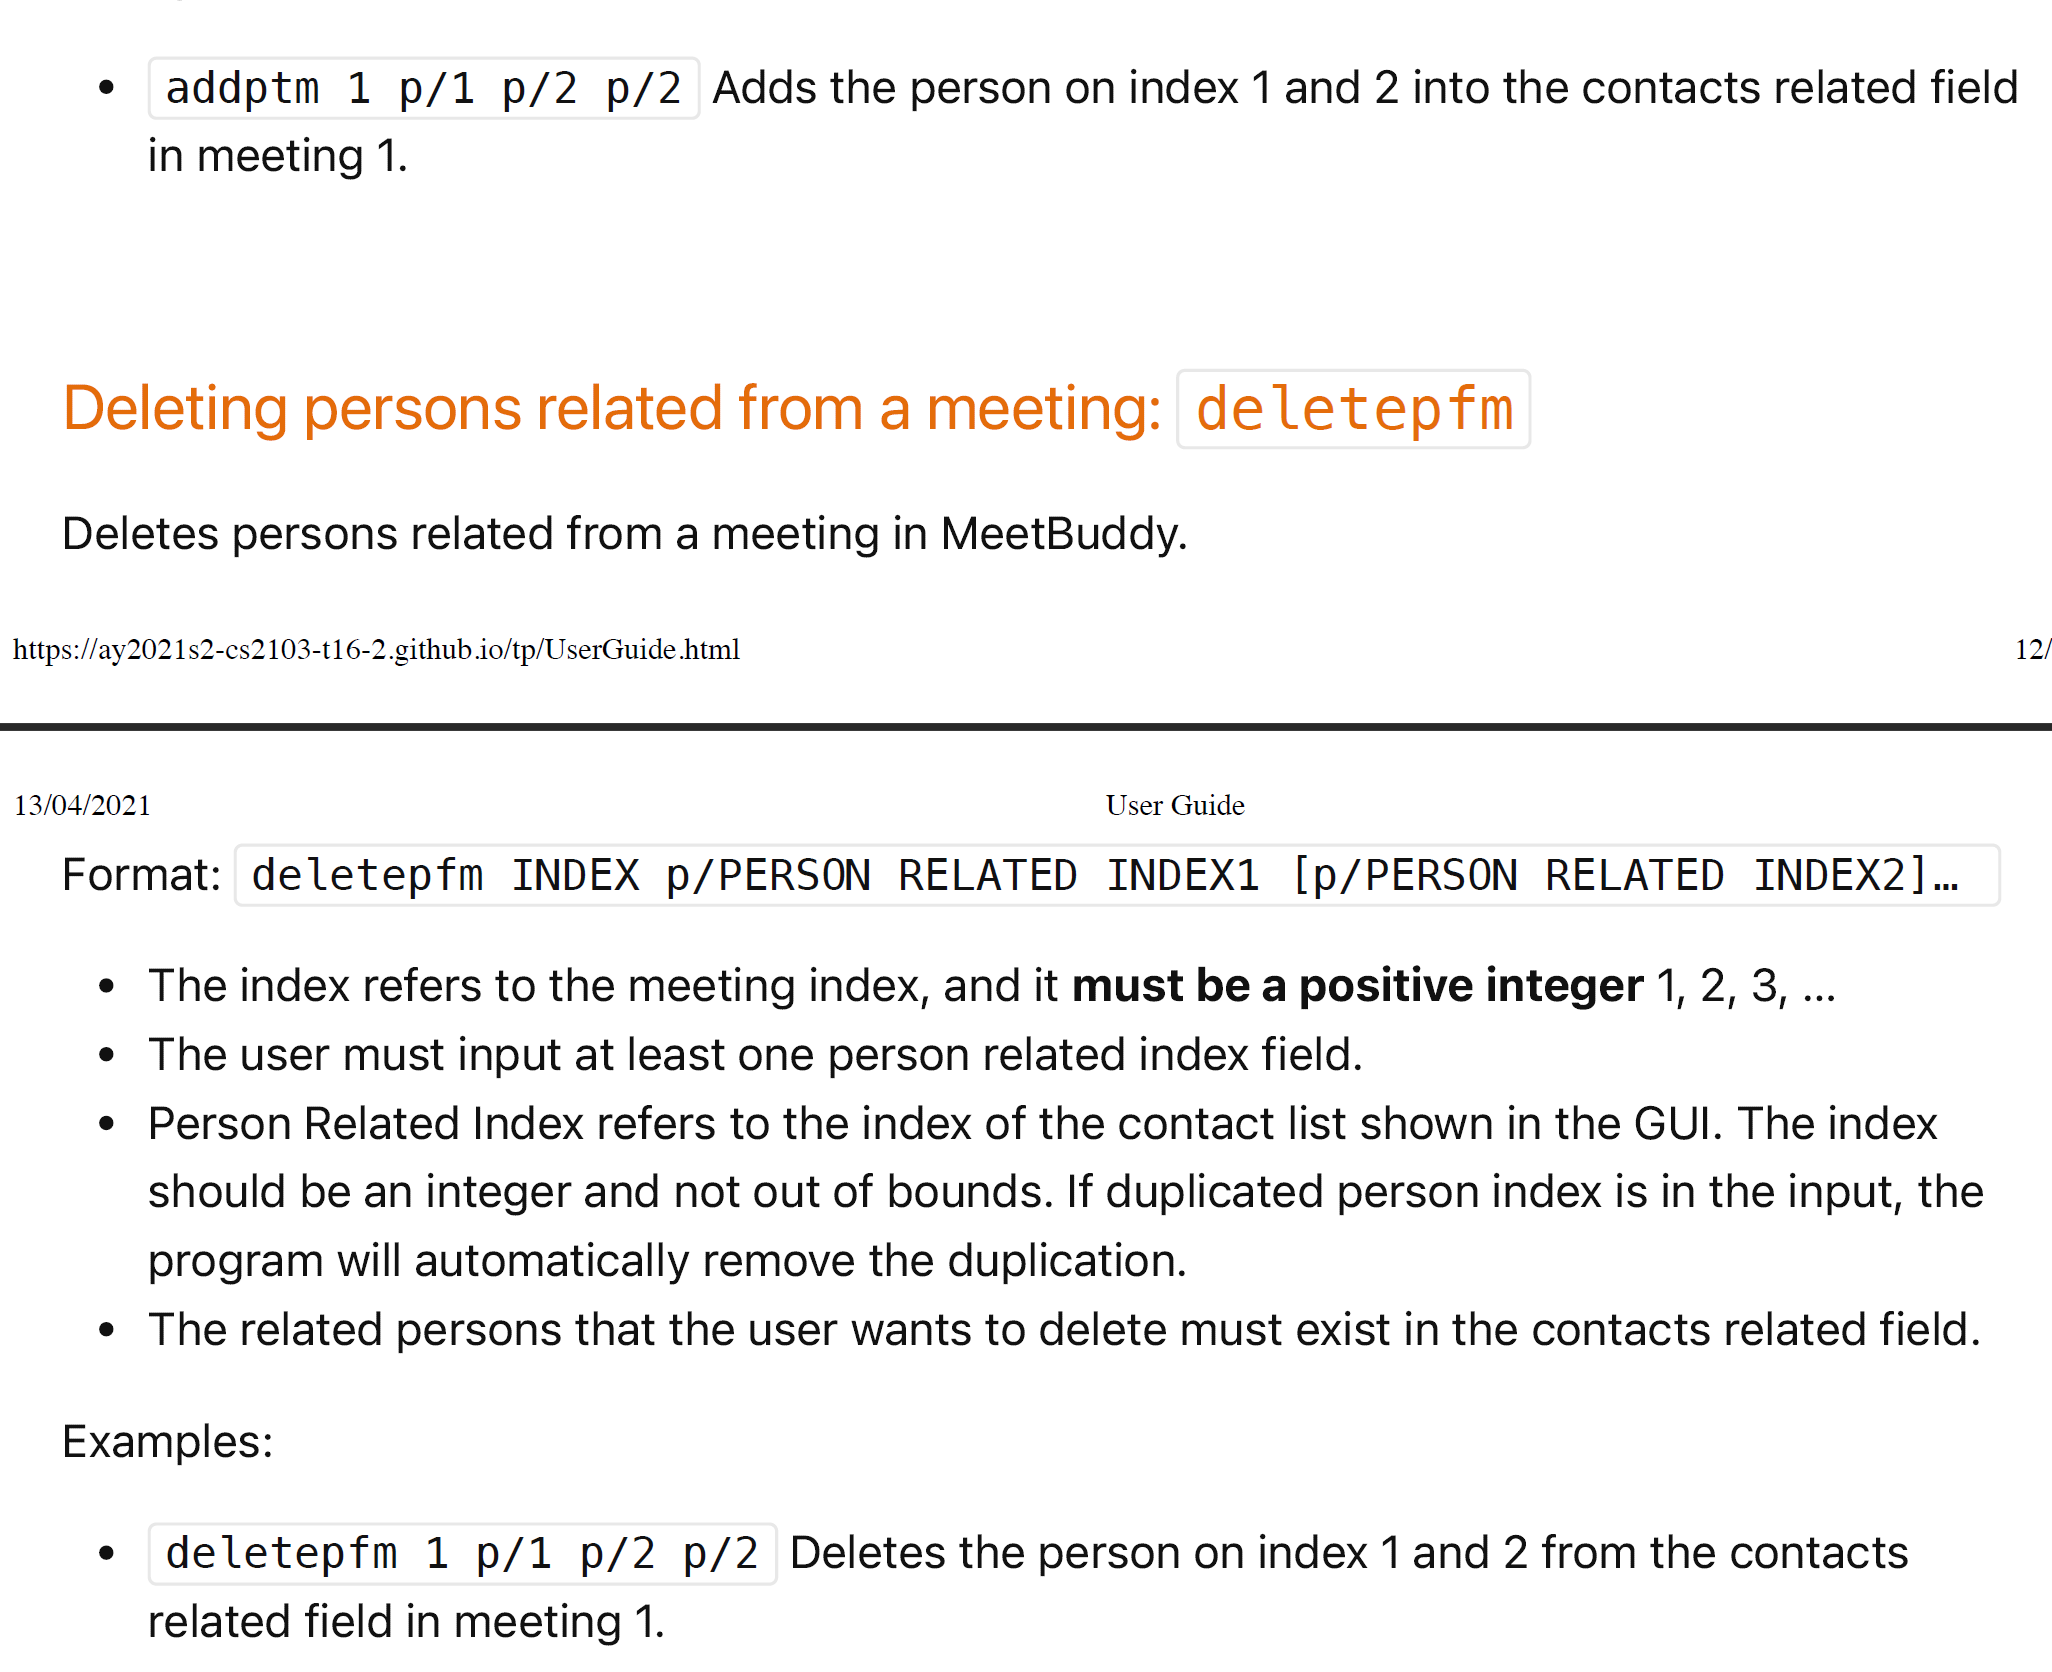 addptm 1 p/1 p/2 p/2 Adds the person on index 1 and 2 into the contacts related field
in meeting 1.
Deleting persons related from a meeting: deletepfm
Deletes persons related from a meeting in MeetBuddy.
https://ay2021s2-cs2103-t16-2.github.io/tp/UserGuide.html 12/
13/04/2021 User Guide
Format: deletepfm INDEX p/PERSON RELATED INDEX1 [p/PERSON RELATED INDEX2]…
• The index refers to the meeting index, and it must be a positive integer 1, 2, 3, …
• The user must input at least one person related index field.
• Person Related Index refers to the index of the contact list shown in the GUI. The index
should be an integer and not out of bounds. If duplicated person index is in the input, the
program will automatically remove the duplication.
• The related persons that the user wants to delete must exist in the contacts related field.
Examples:
• deletepfm 1 p/1 p/2 p/2 Deletes the person on index 1 and 2 from the contacts
related field in meeting 1.